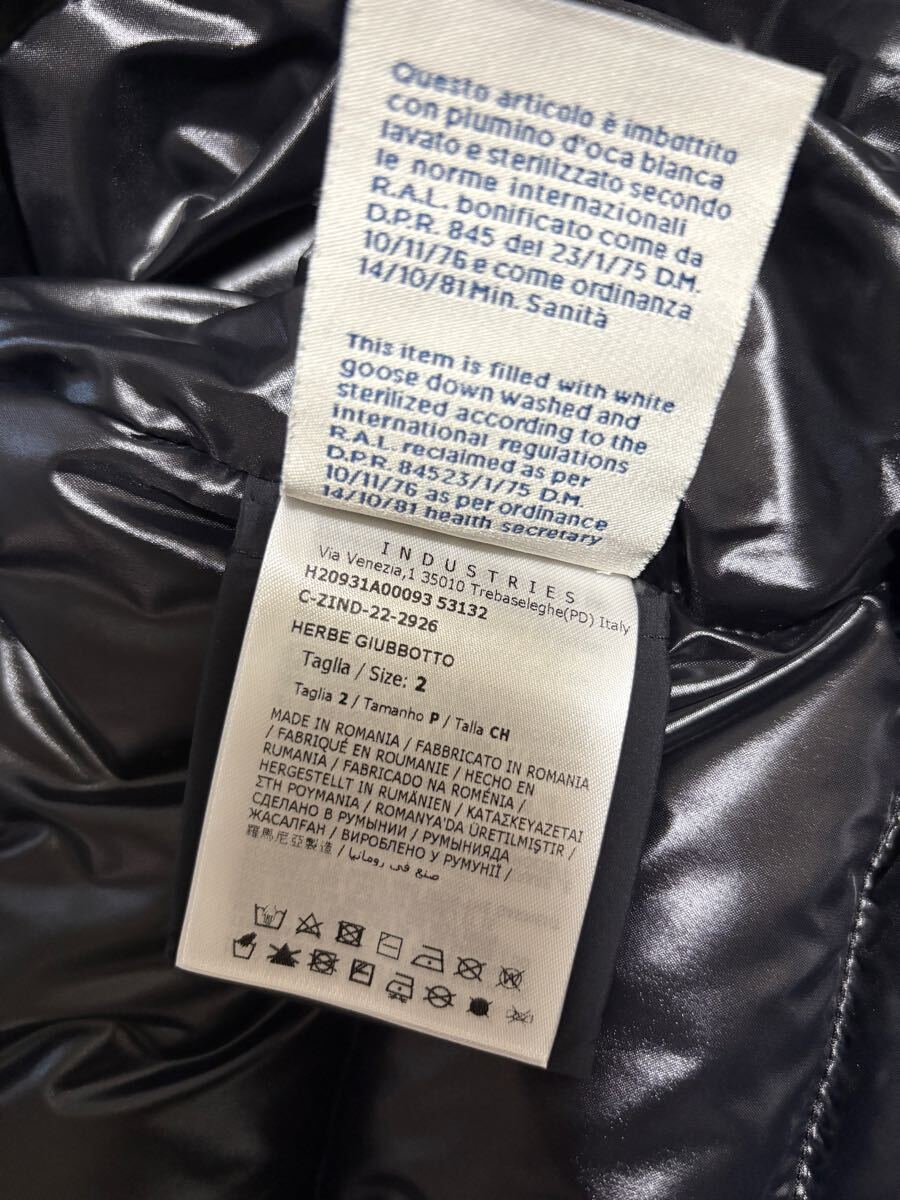 Questo articolo è imbottito
con piumino d'oca bianca
lavato e sterilizzato secondo
le norme internazionali
R.A.L. bonificato come da
D.P.R. 845 del 23/1/75 D.M.
10/11/76 e come ordinanza
14/10/81 Min. Sanità
This item is filled with white
goose down washed and
sterilized according to the
international regulations
R.A.L. reclaimed as per
D.P.R. 84523/1/75 D.M.
10/11/76 as per ordinance
14/10/81 health secretary
INDUSTRIES
Via Venezia,1 35010 Trebaseleghe(PD) Italy
H20931A00093 53132
C-ZIND-22-2926
HERBE GIUBBOTTO
Taglia / Size: 2
Taglia 2 / Tamanho P / Talla CH
MADE IN ROMANIA / FABBRICATO IN ROMANIA
/ FABRIQUÉ EN ROUMANIE / HECHO EN
RUMANIA / FABRICADO NA ROMÉNIA /
HERGESTELLT IN RUMÄNIEN / ΚΑΤΑΣΚΕΥΑΖΕΤΑΙ
ΣΤΗ ΡΟΥΜΑΝΙΑ / ROMANYA'DA ÜRETILMIŞTIR /
СДЕЛАНО В РУМЫНИИ / РУМЫНИЯДА
ЖАСАЛҒАН / ВИРОБЛЕНО У РУМУНІЇ /
羅馬尼亞製造 / صنع في رومانيا